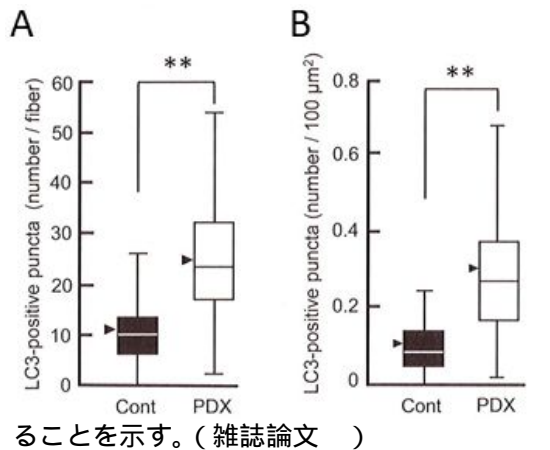 A
B
LC3-positive puncta (number / fiber)
60
50
40
30
20
10
0
**
Cont
PDX
LC3-positive puncta (number / 100 µm²)
0.8
0.6
0.4
0.2
0
**
Cont
PDX
ることを示す。(雑誌論文　)